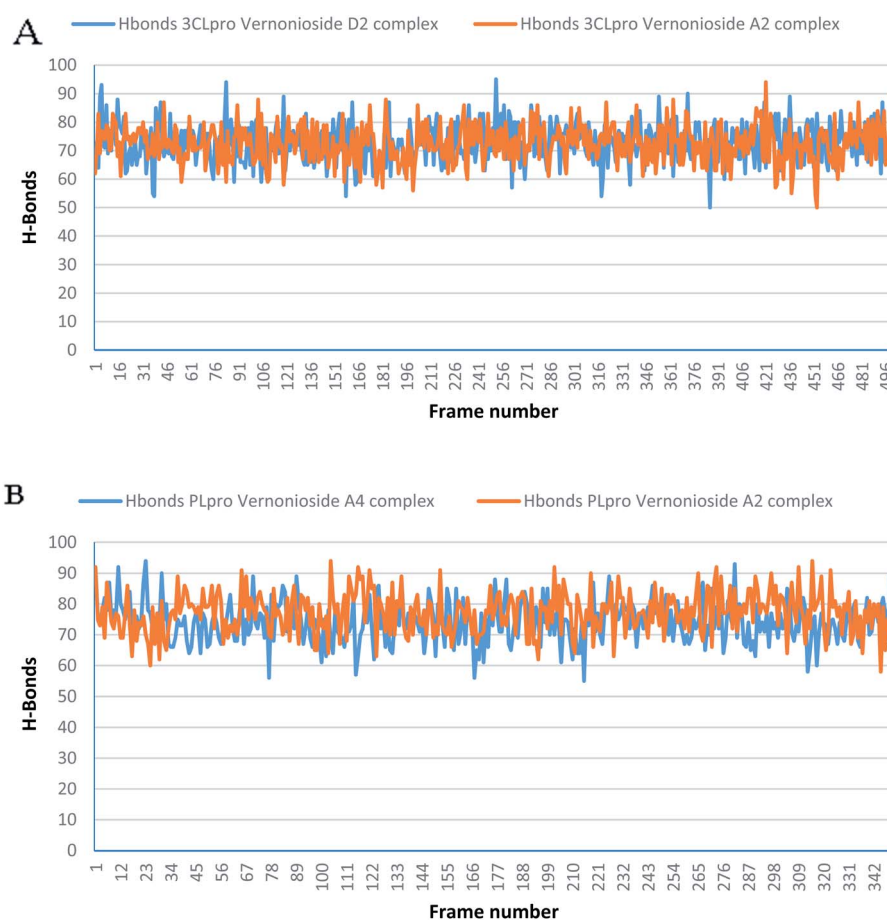 A
Hbonds 3CLpro Vernonioside D2 complex Hbonds 3CLpro Vernonioside A2 complex
100
90
80
70
60
50
40
30
20
10
0
H-Bonds
1 16 31 46 61 76 91 106 121 136 151 166 181 196 211 226 241 256 271 286 301 316 331 346 361 376 391 406 421 436 451 466 481 496
Frame number
B
Hbonds PLpro Vernonioside A4 complex Hbonds PLpro Vernonioside A2 complex
100
90
80
70
60
50
40
30
20
10
0
H-Bonds
1 12 23 34 45 56 67 78 89 100 111 122 133 144 155 166 177 188 199 210 221 232 243 254 265 276 287 298 309 320 331 342
Frame number